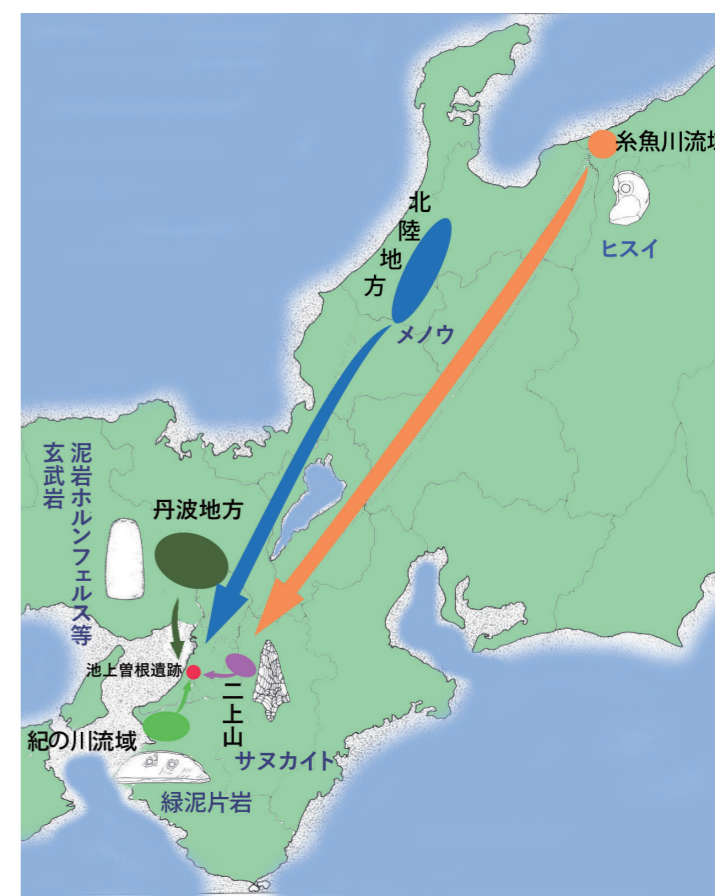 糸魚川流域
ヒスイ
北陸地方
メノウ
泥岩ホルンフェルス等
玄武岩
丹波地方
池上曽根遺跡
二上山
サヌカイト
紀の川流域
緑泥片岩